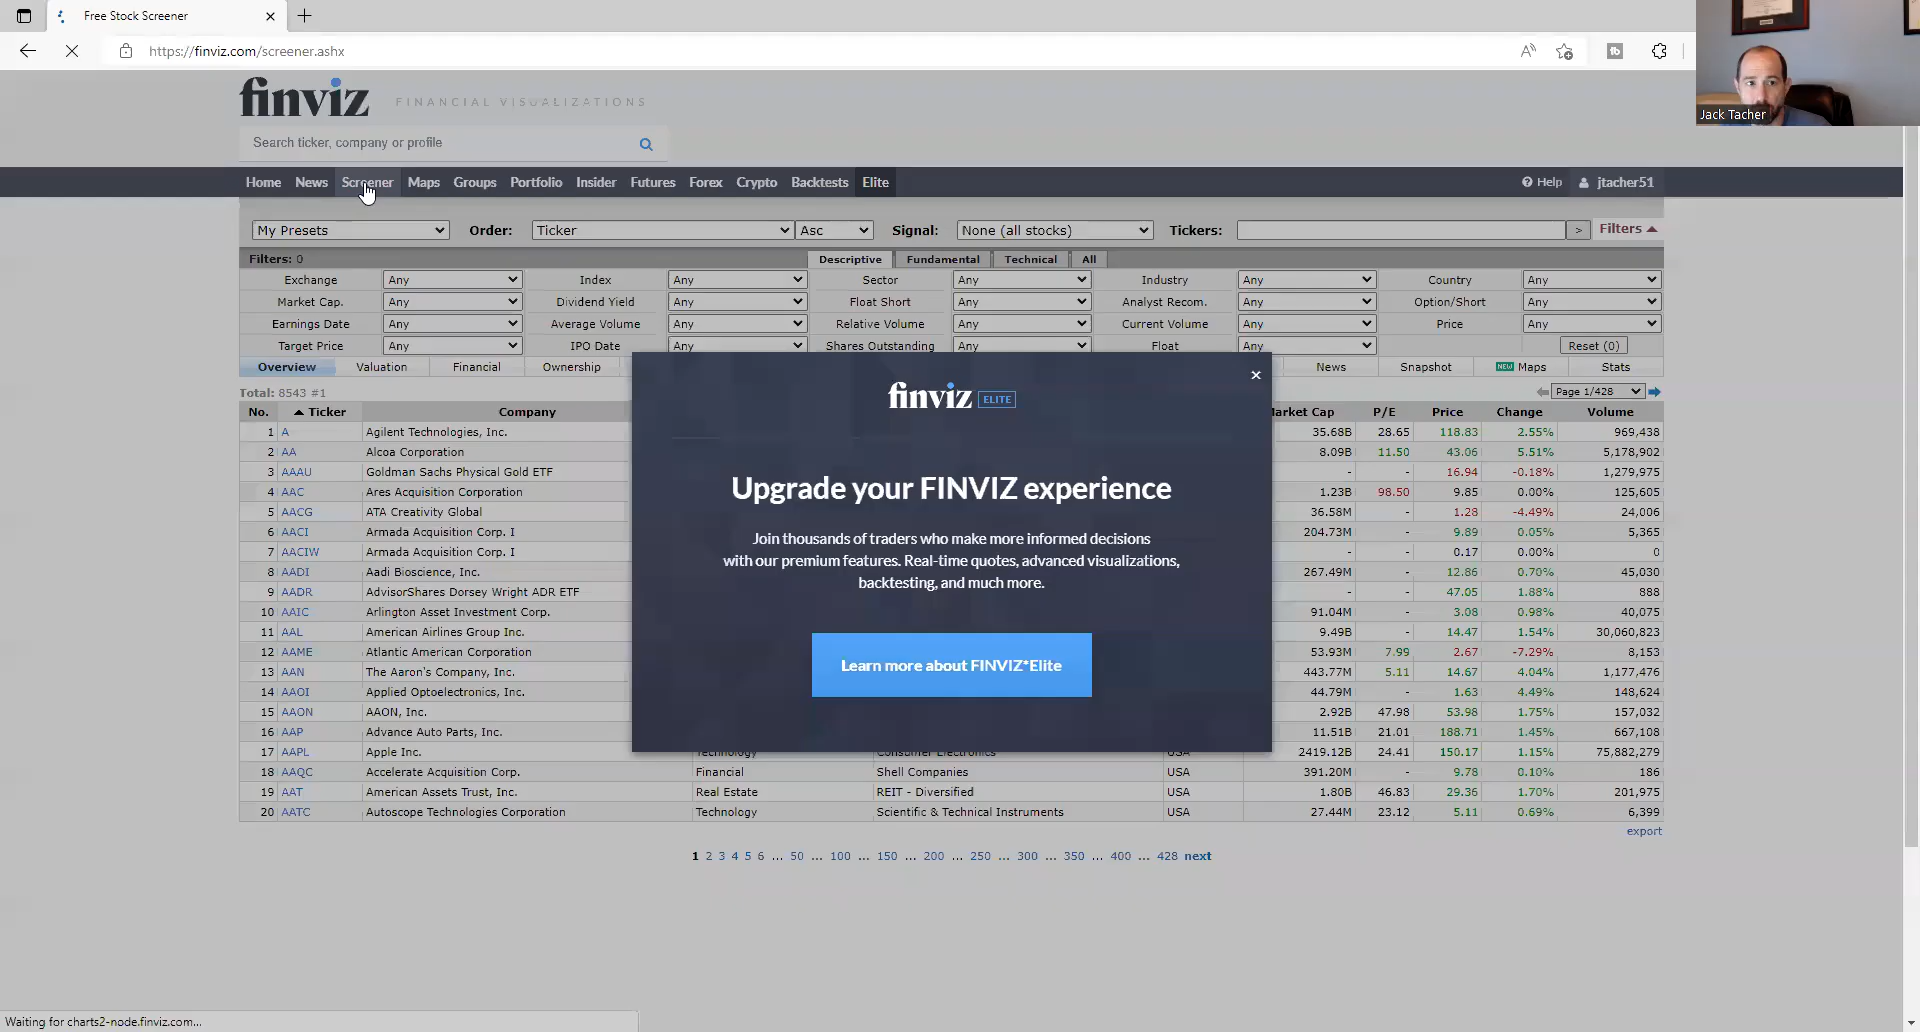 Free Stock Screener
https://finviz.com/screener.ashx
Jack Tacher
finviz FINANCIAL VISUALIZATIONS
Search ticker, company or profile
Home News Screener Maps Groups Portfolio Insider Futures Forex Crypto Backtests Elite Help jtacher51
My Presets Order: Ticker Asc Signal: None (all stocks) Tickers: > Filters
Filters: 0 Descriptive Fundamental Technical All
Exchange Any Index Any Sector Any Industry Any Country Any
Market Cap. Any Dividend Yield Any Float Short Any Analyst Recom. Any Option/Short Any
Earnings Date Any Average Volume Any Relative Volume Any Current Volume Any Price Any
Target Price Any IPO Date Any Shares Outstanding Any Float Any Reset (0)
Overview Valuation Financial Ownership News Snapshot NEW Maps Stats
Total: 8543 #1 Page 1/428
No. Ticker Company Market Cap P/E Price Change Volume
1 A Agilent Technologies, Inc. 35.68B 28.65 118.83 2.55% 969,438
2 AA Alcoa Corporation 8.09B 11.50 43.06 5.51% 5,178,902
3 AAAU Goldman Sachs Physical Gold ETF - - 16.94 -0.18% 1,279,975
4 AAC Ares Acquisition Corporation 1.23B 98.50 9.85 0.00% 125,605
5 AACG ATA Creativity Global 36.58M - 1.28 -4.49% 24,006
6 AACI Armada Acquisition Corp. I 204.73M - 9.89 0.05% 5,365
7 AACIW Armada Acquisition Corp. I - - 0.17 0.00% 0
8 AADI Aadi Bioscience, Inc. 267.49M - 12.86 0.70% 45,030
9 AADR AdvisorShares Dorsey Wright ADR ETF - - 47.05 1.88% 888
10 AAIC Arlington Asset Investment Corp. 91.04M - 3.08 0.98% 40,075
11 AAL American Airlines Group Inc. 9.49B - 14.47 1.54% 30,060,823
12 AAME Atlantic American Corporation 53.93M 7.99 2.67 -7.29% 8,153
13 AAN The Aaron's Company, Inc. 443.77M 5.11 14.67 4.04% 1,177,476
14 AAOI Applied Optoelectronics, Inc. 44.79M - 1.63 4.49% 148,624
15 AAON AAON, Inc. 2.92B 47.98 53.98 1.75% 157,032
16 AAP Advance Auto Parts, Inc. 11.51B 21.01 188.71 1.45% 667,108
17 AAPL Apple Inc. Technology Consumer Electronics USA 2419.12B 24.41 150.17 1.15% 75,882,279
18 AAQC Accelerate Acquisition Corp. Financial Shell Companies USA 391.20M - 9.78 0.10% 186
19 AAT American Assets Trust, Inc. Real Estate REIT - Diversified USA 1.80B 46.83 29.36 1.70% 201,975
20 AATC Autoscope Technologies Corporation Technology Scientific & Technical Instruments USA 27.44M 23.12 5.11 0.69% 6,399
export
1 2 3 4 5 6 ... 50 ... 100 ... 150 ... 200 ... 250 ... 300 ... 350 ... 400 ... 428 next
finviz ELITE
Upgrade your FINVIZ experience
Join thousands of traders who make more informed decisions
with our premium features. Real-time quotes, advanced visualizations,
backtesting, and much more.
Learn more about FINVIZ*Elite
Waiting for charts2-node.finviz.com...